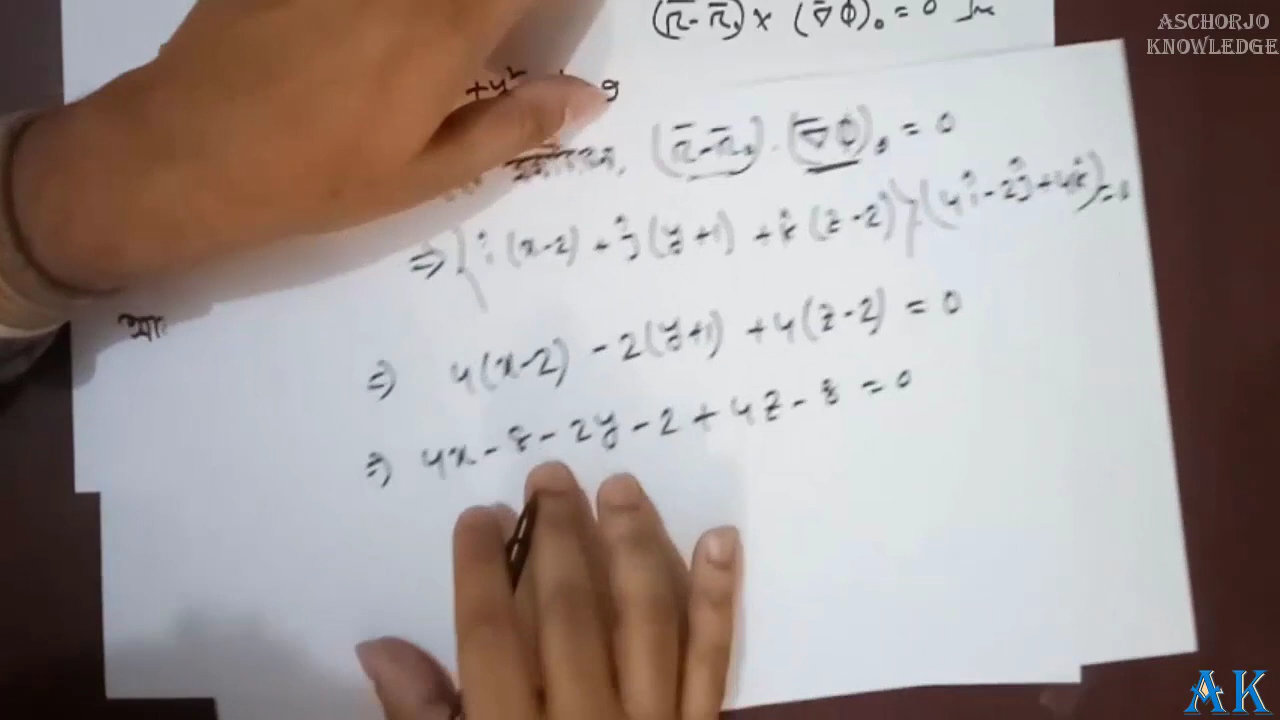 ASCHORJO
KNOWLEDGE
(r̄-r̄₀) × (∇̄φ)₀ = 0
+y² 9
(r̄-r̄₀) · (∇̄φ)₀ = 0
⇒ { î (x-2) + ĵ (y+1) + k̂ (z-2) } (4î - 2ĵ + 4k̂) = 0
⇒ 4(x-2) - 2(y+1) + 4(z-2) = 0
⇒ 4x - 8 - 2y - 2 + 4z - 8 = 0
AK